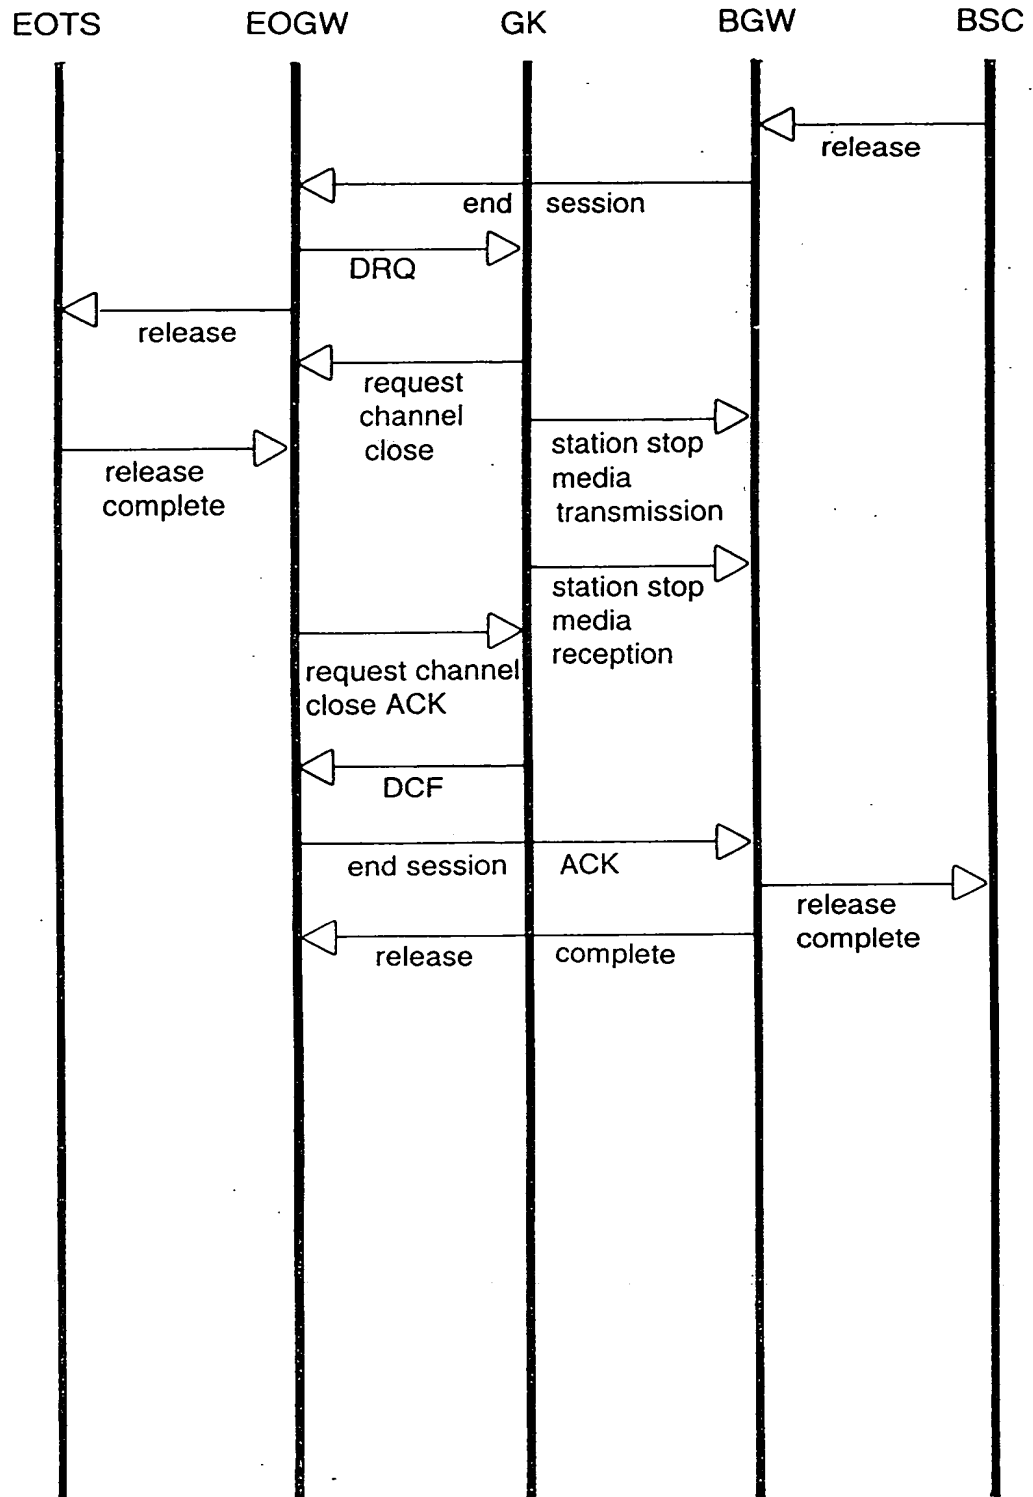 EOTS EOGW GK BGW BSC
release
end session
DRQ
release
request
channel
close
station stop
media
transmission
release
complete
station stop
media
reception
request channel
close ACK
DCF
end session ACK
release
complete
release complete